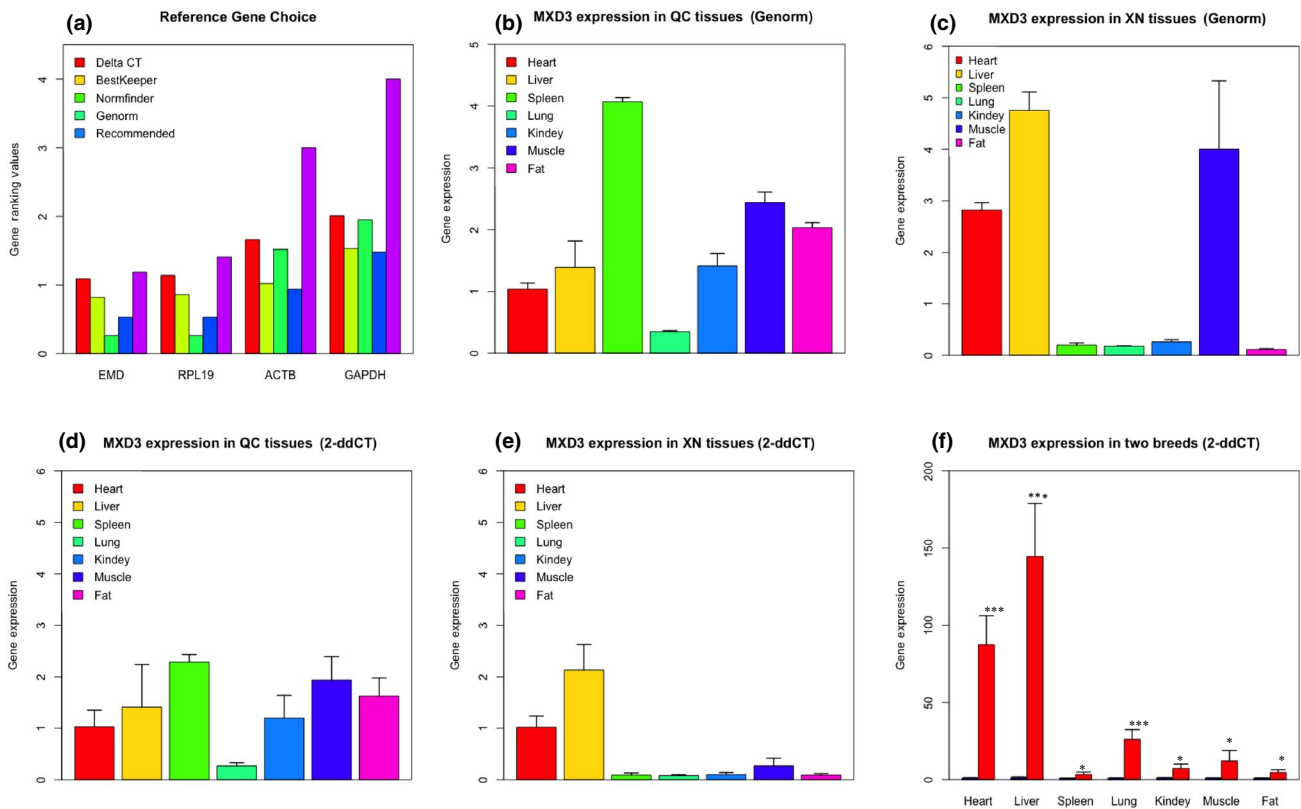 (a)
Reference Gene Choice
Gene ranking values
4
3
2
1
0
Delta CT
BestKeeper
Normfinder
Genorm
Recommended
EMD RPL19 ACTB GAPDH
(b)
MXD3 expression in QC tissues (Genorm)
Gene expression
5
4
3
2
1
0
Heart
Liver
Spleen
Lung
Kindey
Muscle
Fat
(c)
MXD3 expression in XN tissues (Genorm)
Gene expression
6
5
4
3
2
1
0
Heart
Liver
Spleen
Lung
Kindey
Muscle
Fat
(d)
MXD3 expression in QC tissues (2-ddCT)
Gene expression
6
5
4
3
2
1
0
Heart
Liver
Spleen
Lung
Kindey
Muscle
Fat
(e)
MXD3 expression in XN tissues (2-ddCT)
Gene expression
6
5
4
3
2
1
0
Heart
Liver
Spleen
Lung
Kindey
Muscle
Fat
(f)
MXD3 expression in two breeds (2-ddCT)
Gene expression
200
150
100
50
0
*** *** * *** * * *
Heart Liver Spleen Lung Kindey Muscle Fat